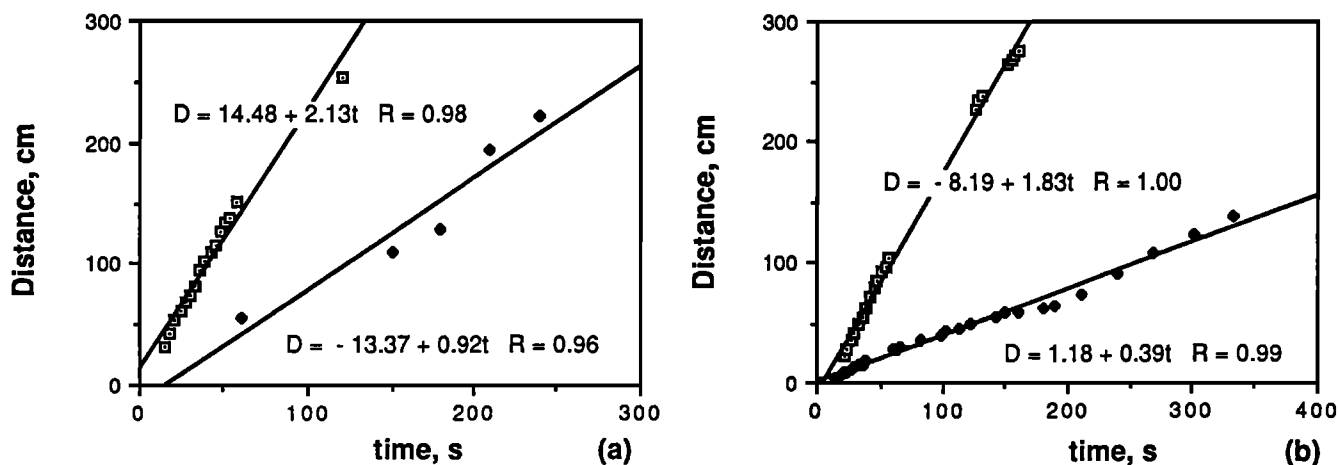 300
200
100
0
Distance, cm
D = 14.48 + 2.13t R = 0.98
D = - 13.37 + 0.92t R = 0.96
0 100 200 300
time, s (a)
300
200
100
0
Distance, cm
D = - 8.19 + 1.83t R = 1.00
D = 1.18 + 0.39t R = 0.99
0 100 200 300 400
time, s (b)